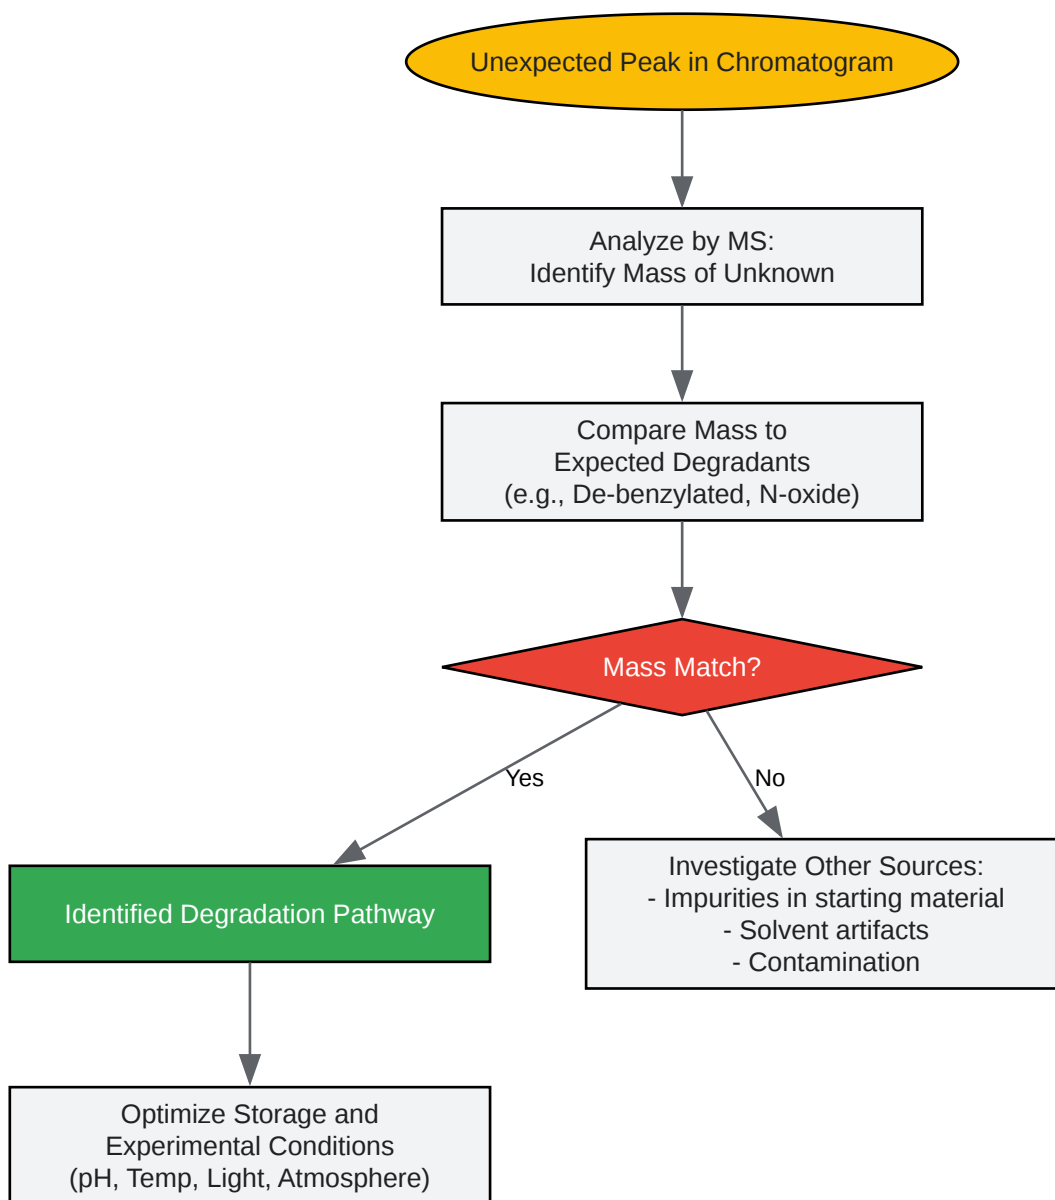 Unexpected Peak in Chromatogram
Analyze by MS:
Identify Mass of Unknown
Compare Mass to
Expected Degradants
(e.g., De-benzylated, N-oxide)
Mass Match?
Yes
No
Identified Degradation Pathway
Investigate Other Sources:
- Impurities in starting material
- Solvent artifacts
- Contamination
Optimize Storage and
Experimental Conditions
(pH, Temp, Light, Atmosphere)